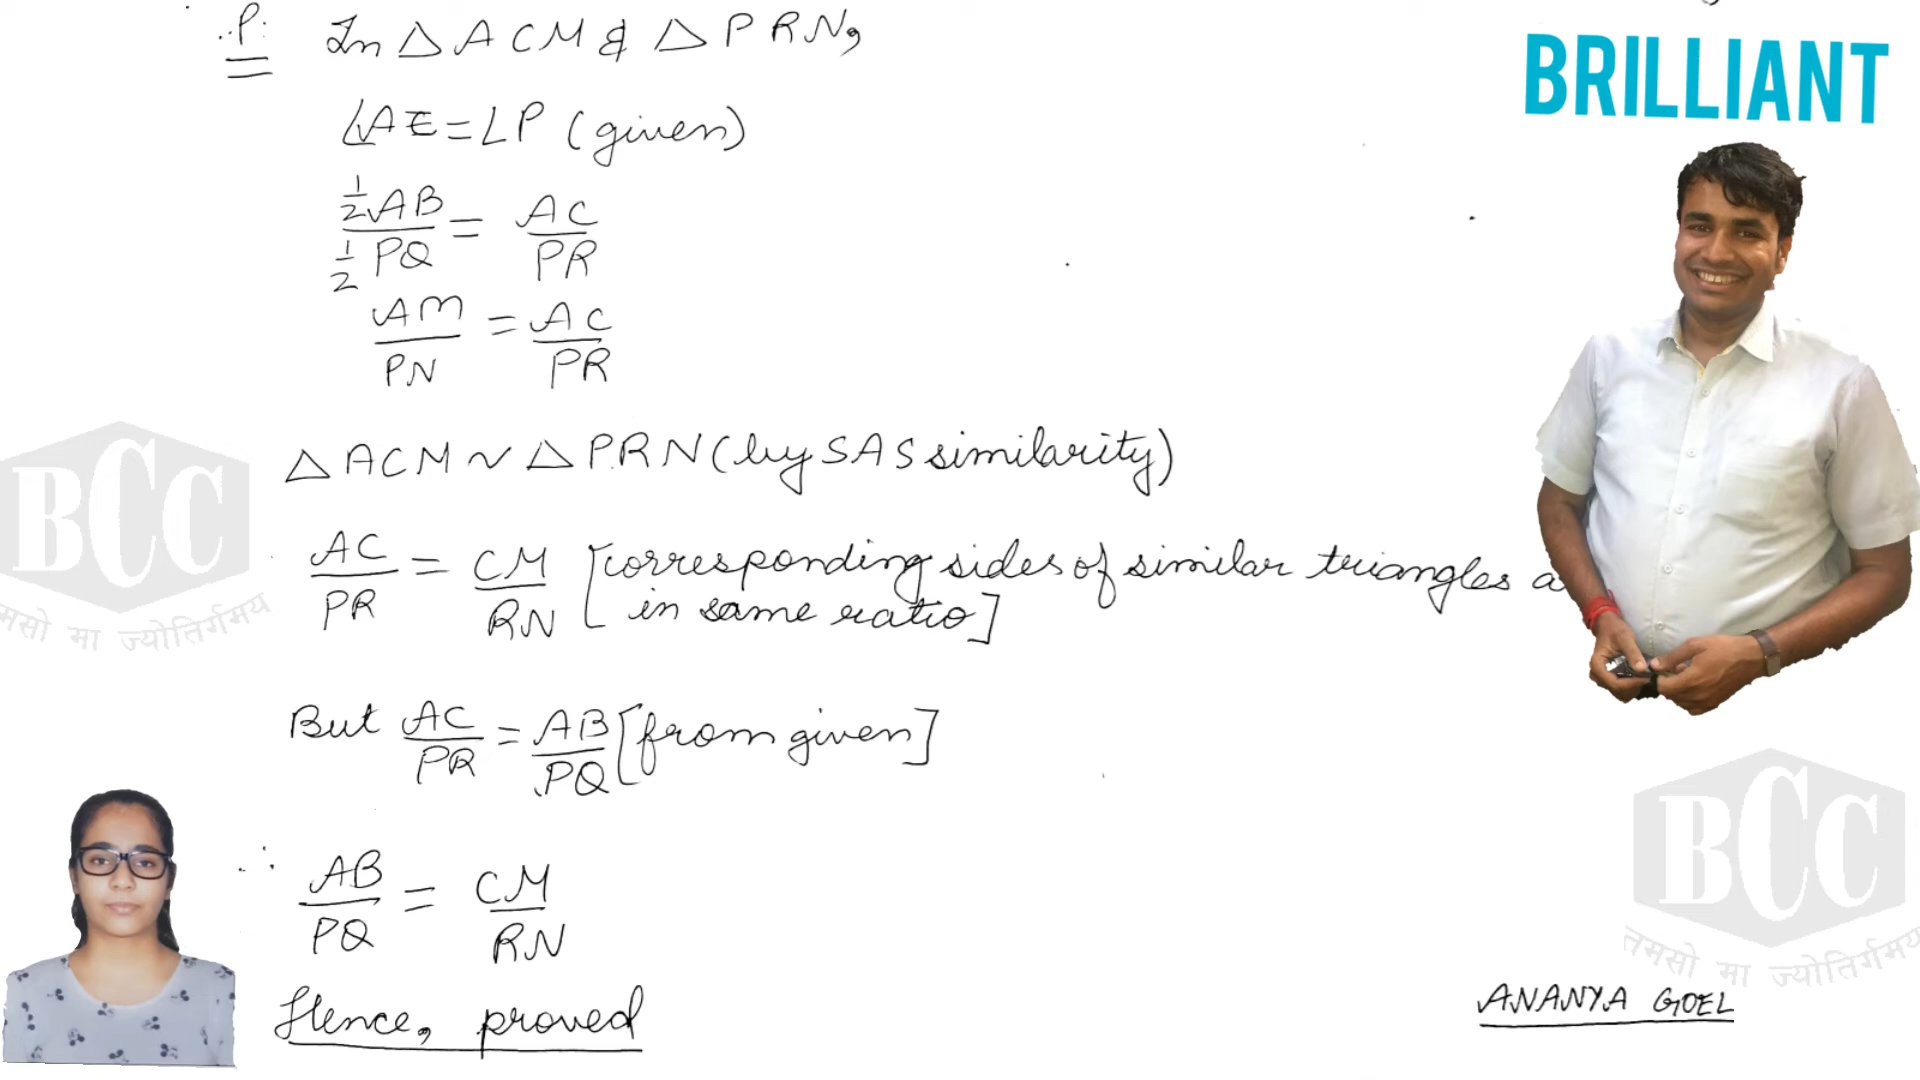 P:
In △ ACM & △ PRN,
BRILLIANT
∠A = ∠P (given)
½AB / ½PQ = AC / PR
AM / PN = AC / PR
△ ACM ~ △ PRN (by SAS similarity)
BCC
AC / PR = CM / RN [corresponding sides of similar triangles a
in same ratio]
मसो मा ज्योतिर्गमय
But AC / PR = AB / PQ [from given]
BCC
∴ AB / PQ = CM / RN
तमसो मा ज्योतिर्गमय
Hence, proved
ANANYA GOEL